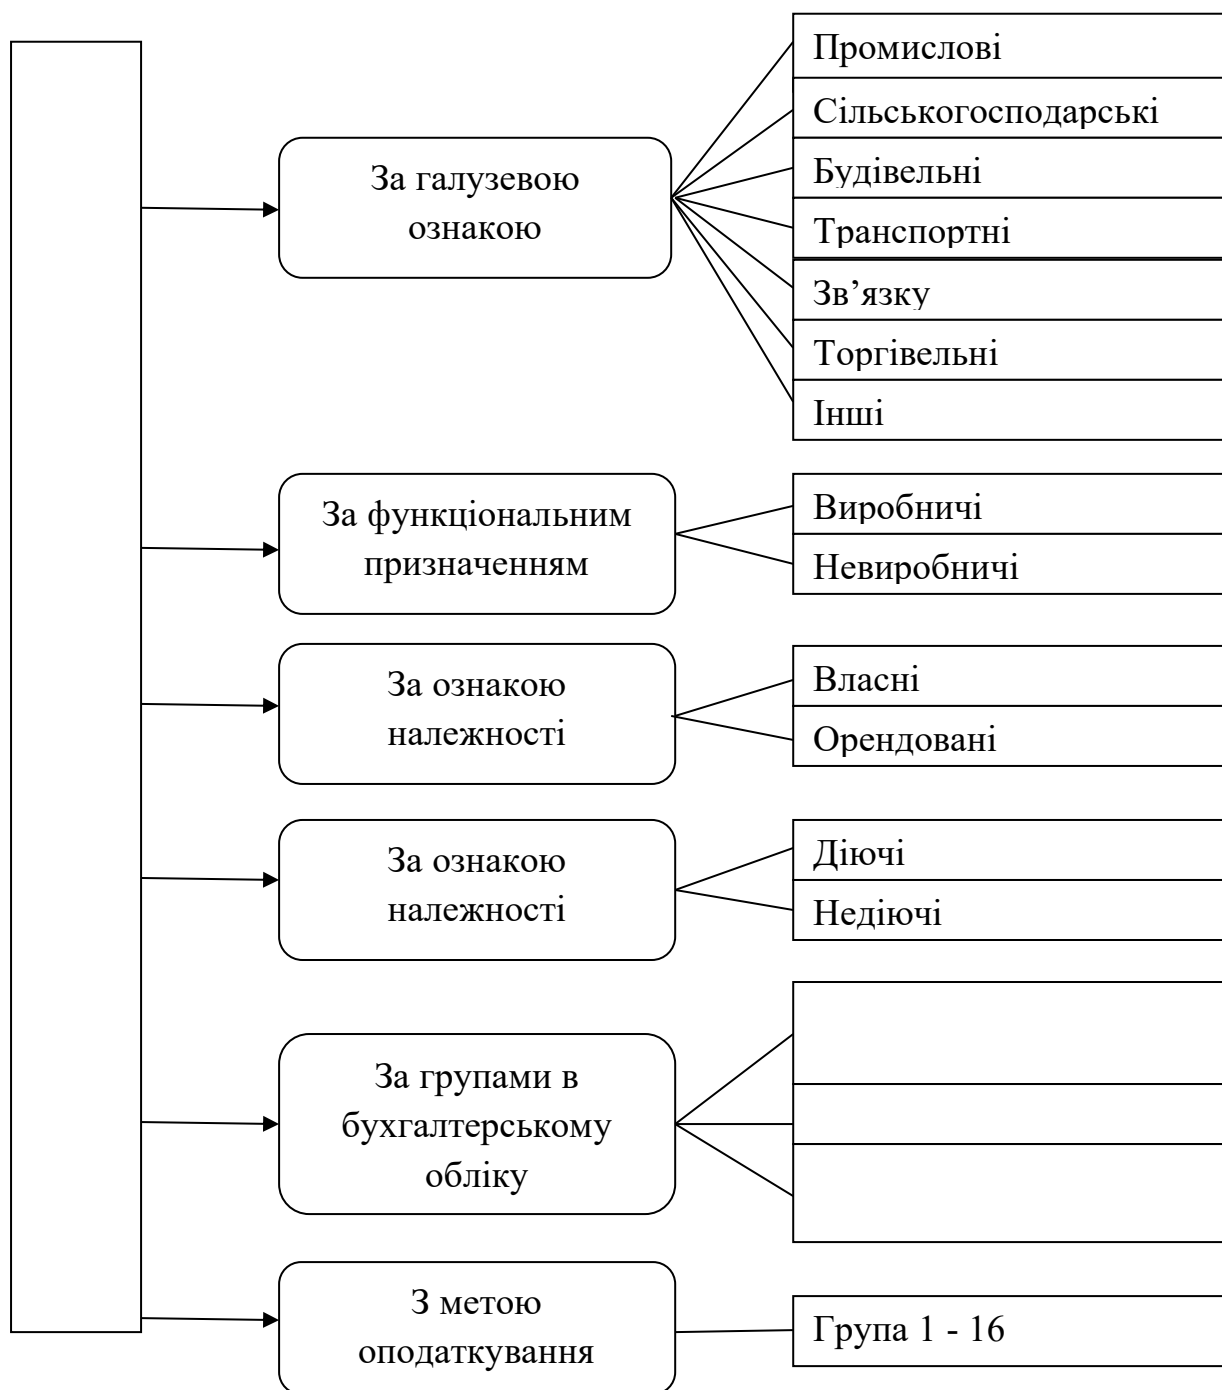 Промислові
Сільськогосподарські
За галузевою
ознакою
Будівельні
Транспортні
Зв’язку
Торгівельні
Інші
За функціональним
призначенням
Виробничі
Невиробничі
За ознакою
належності
Власні
Орендовані
За ознакою
належності
Діючі
Недіючі
За групами в
бухгалтерському
обліку
З метою
оподаткування
Група 1 - 16